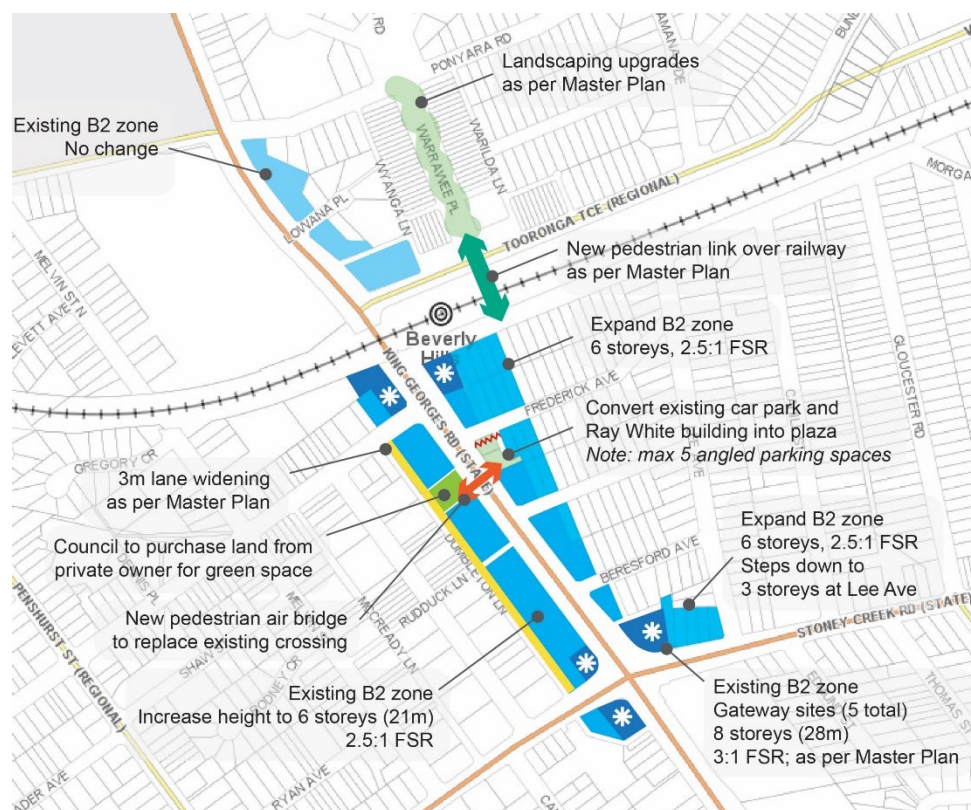 PONYARA RD
Landscaping upgrades
as per Master Plan
Existing B2 zone
No change
WARRAWEE PL
WARILDA LN
WYANGA LN
LOWANA PL
TOORONGA TCE (REGIONAL)
MELVIN ST N
New pedestrian link over railway
as per Master Plan
Beverly
Hills
Expand B2 zone
6 storeys, 2.5:1 FSR
KING GEORGES RD (STATE)
FREDERICK AVE
GLOUCESTER RD
Convert existing car park and
Ray White building into plaza
Note: max 5 angled parking spaces
GREGORY CR
3m lane widening
as per Master Plan
Council to purchase land from
private owner for green space
DUMBLETON LN
BERESFORD AVE
Expand B2 zone
6 storeys, 2.5:1 FSR
Steps down to
3 storeys at Lee Ave
PENSHURST ST (REGIONAL)
RUDDUCK LN
MCCREADY LN
New pedestrian air bridge
to replace existing crossing
STONEY CREEK RD (STATE)
RODNEY CR
Existing B2 zone
Increase height to 6 storeys (21m)
2.5:1 FSR
Existing B2 zone
Gateway sites (5 total)
8 storeys (28m)
3:1 FSR; as per Master Plan
THOMAS S
RYAN AVE